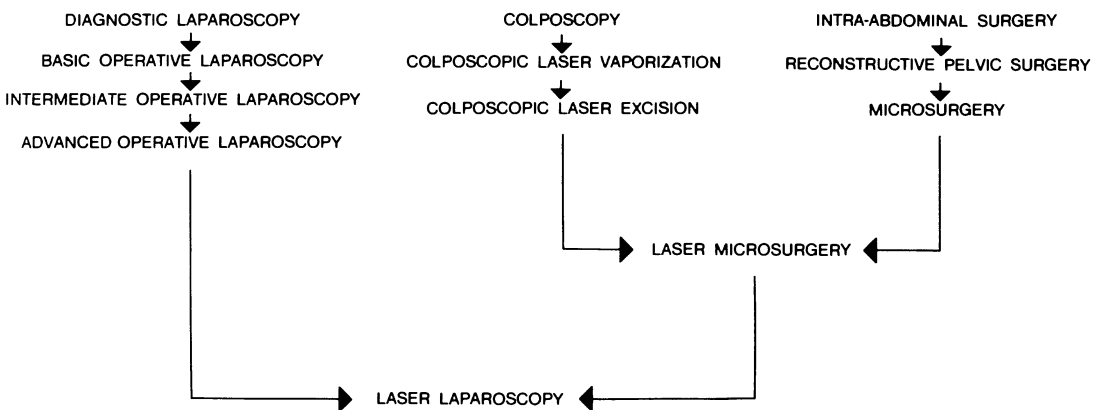 DIAGNOSTIC LAPAROSCOPY
BASIC OPERATIVE LAPAROSCOPY
INTERMEDIATE OPERATIVE LAPAROSCOPY
ADVANCED OPERATIVE LAPAROSCOPY
COLPOSCOPY
COLPOSCOPIC LASER VAPORIZATION
COLPOSCOPIC LASER EXCISION
INTRA-ABDOMINAL SURGERY
RECONSTRUCTIVE PELVIC SURGERY
MICROSURGERY
LASER MICROSURGERY
LASER LAPAROSCOPY